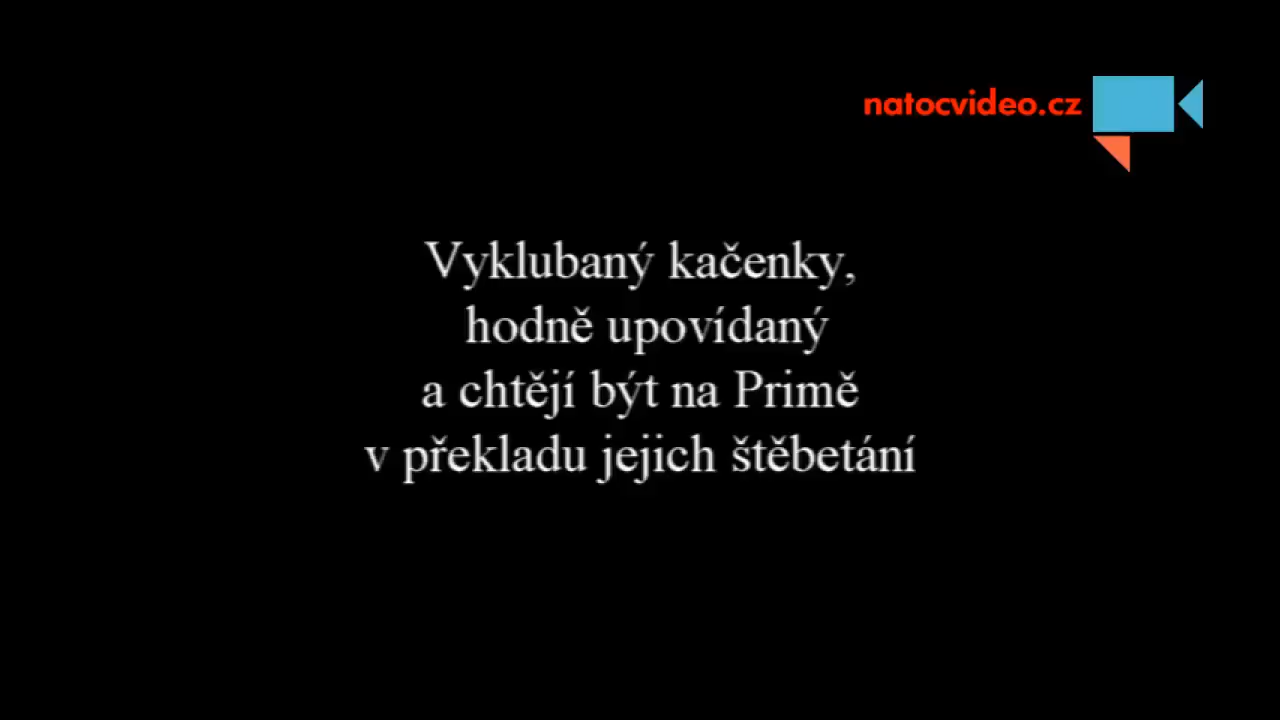 natocvideo.cz
Vyklubaný kačenky,
hodně upovídaný
a chtějí být na Primě
v překladu jejich štěbetání